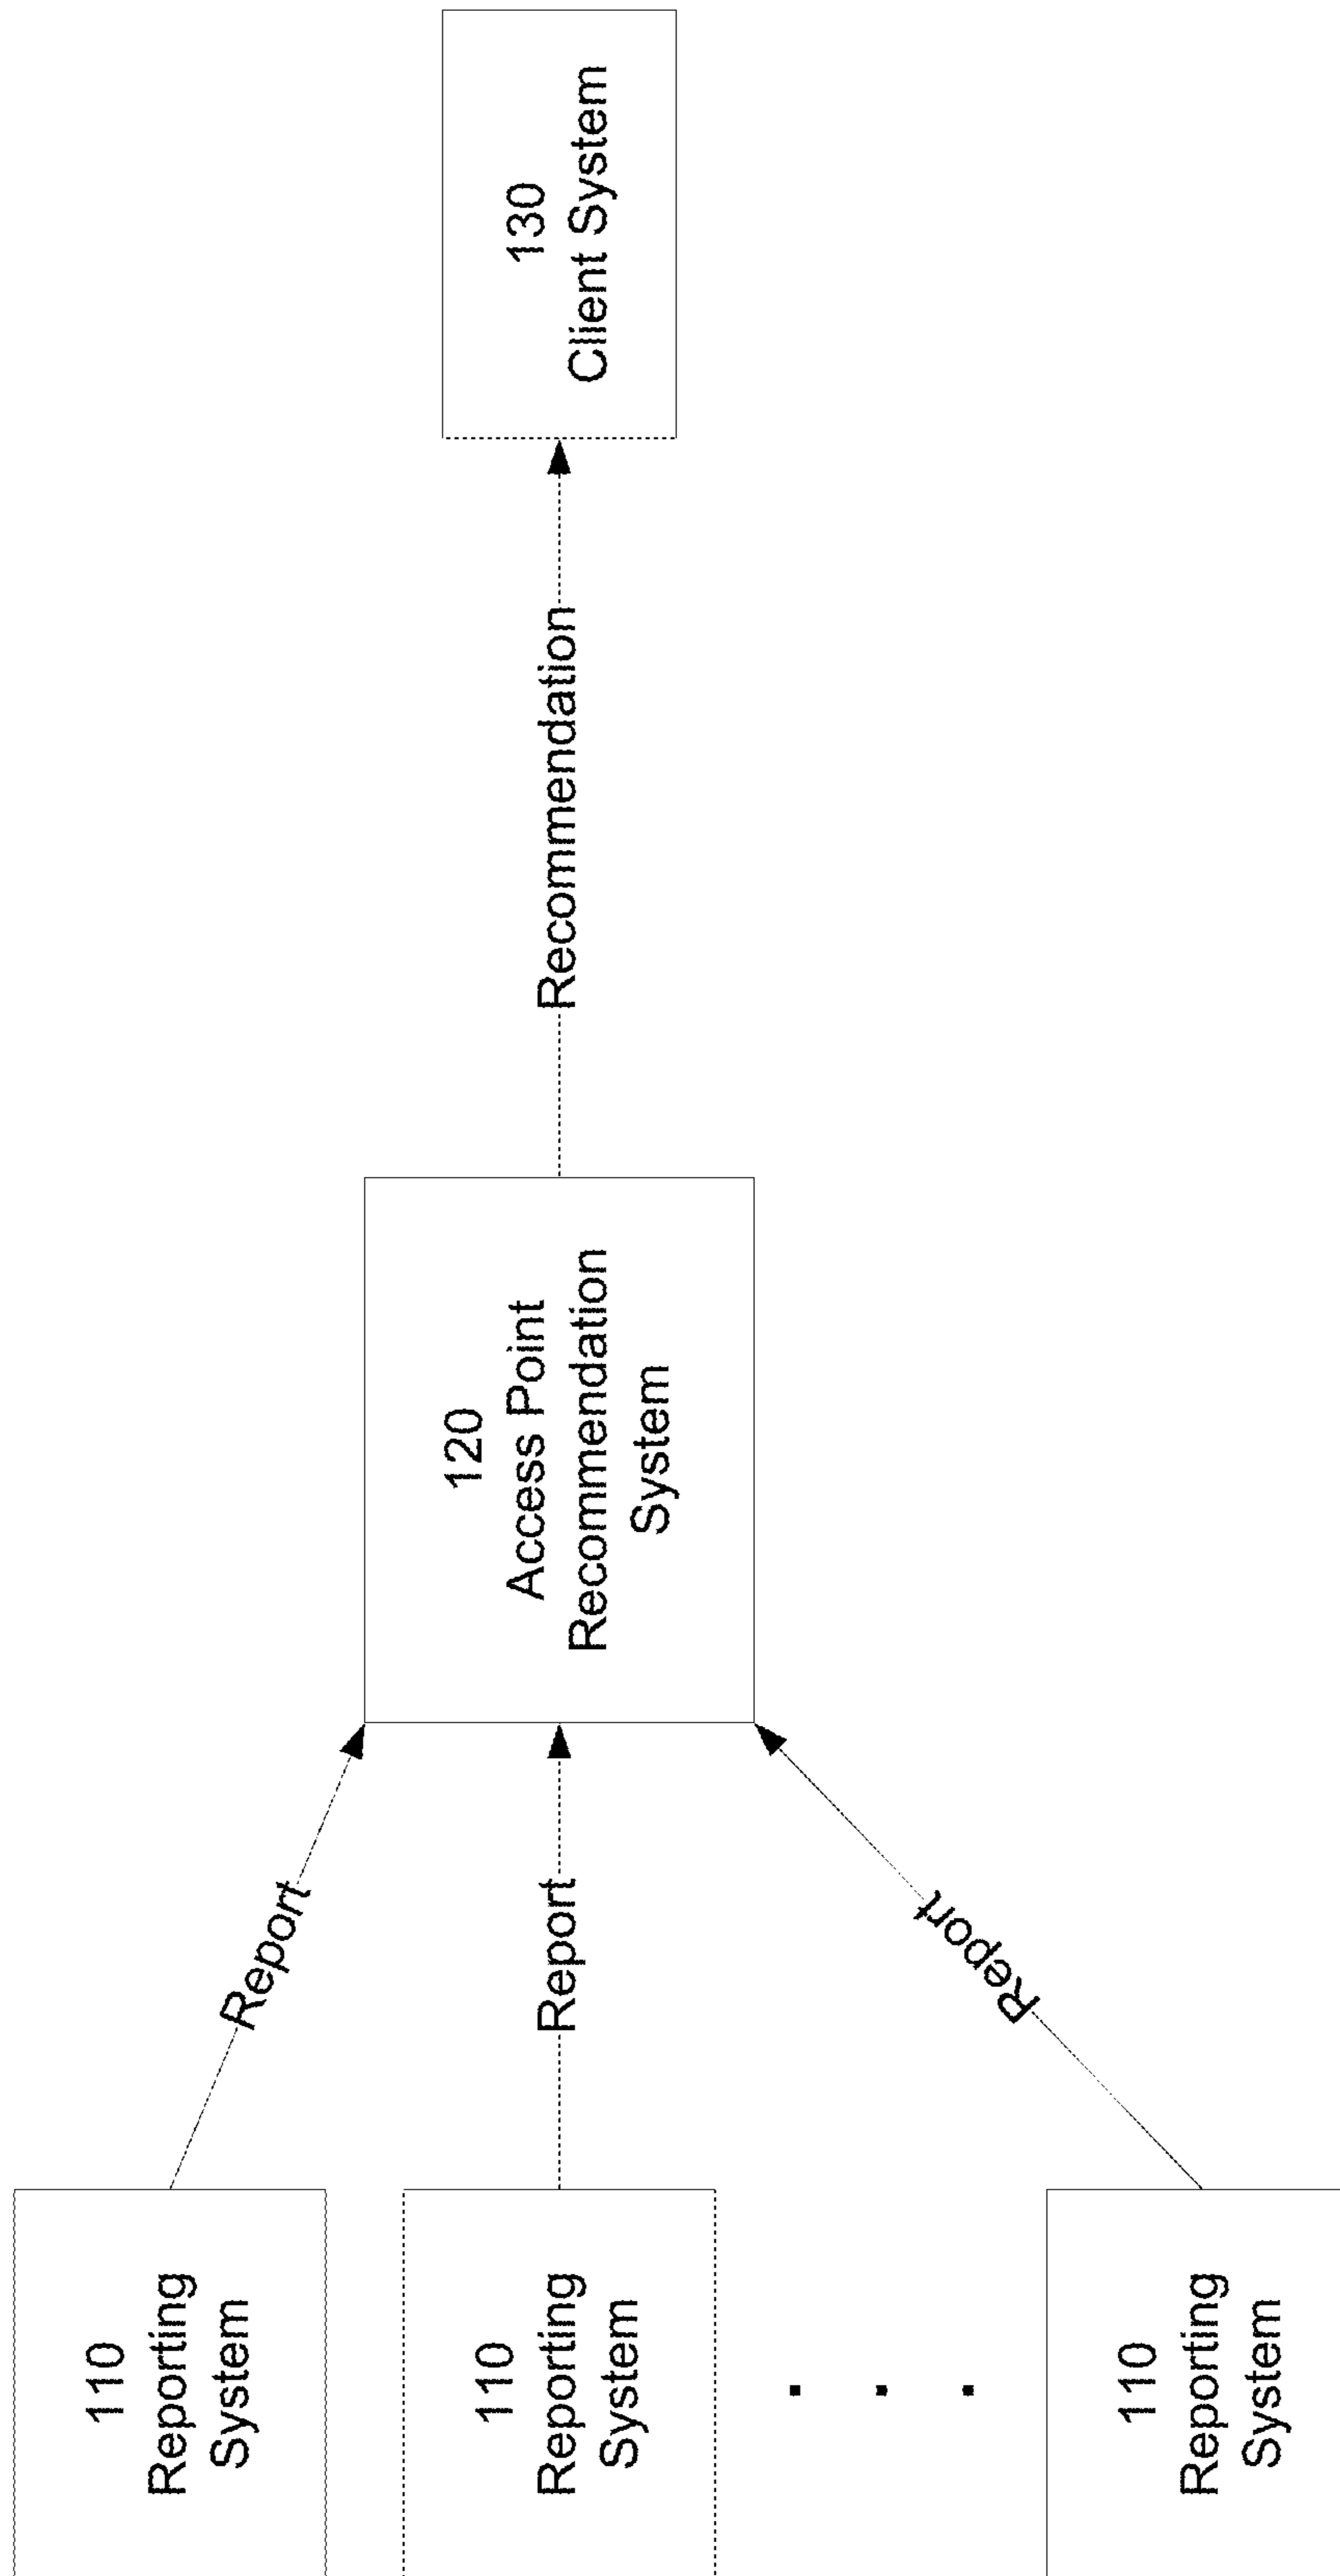 110
Reporting
System
110
Reporting
System
110
Reporting
System
Report
Report
Report
120
Access Point
Recommendation
System
Recommendation
130
Client System